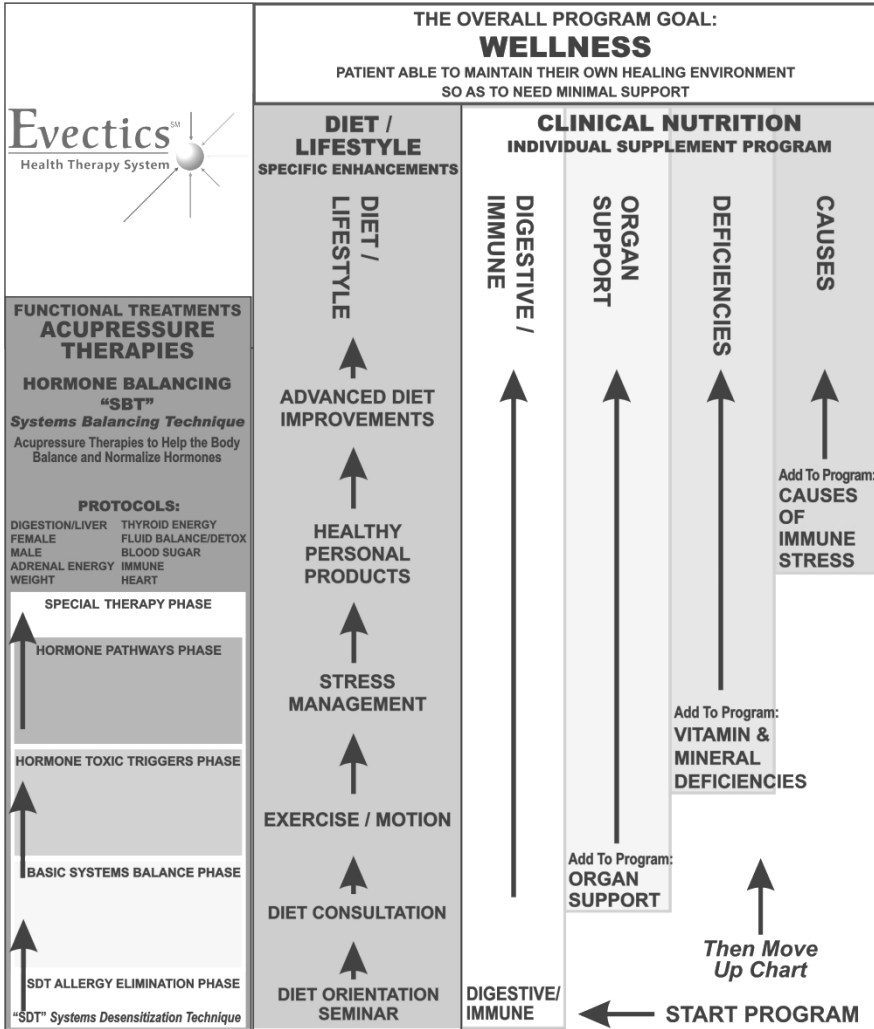 THE OVERALL PROGRAM GOAL:
WELLNESS
PATIENT ABLE TO MAINTAIN THEIR OWN HEALING ENVIRONMENT
SO AS TO NEED MINIMAL SUPPORT
Evectics SM
Health Therapy System
FUNCTIONAL TREATMENTS
ACUPRESSURE
THERAPIES
HORMONE BALANCING
“SBT”
Systems Balancing Technique
Acupressure Therapies to Help the Body
Balance and Normalize Hormones
PROTOCOLS:
DIGESTION/LIVER THYROID ENERGY
FEMALE FLUID BALANCE/DETOX
MALE BLOOD SUGAR
ADRENAL ENERGY IMMUNE
WEIGHT HEART
SPECIAL THERAPY PHASE
HORMONE PATHWAYS PHASE
HORMONE TOXIC TRIGGERS PHASE
BASIC SYSTEMS BALANCE PHASE
SDT ALLERGY ELIMINATION PHASE
“SDT” Systems Desensitization Technique
DIET /
LIFESTYLE
SPECIFIC ENHANCEMENTS
DIET /
LIFESTYLE
ADVANCED DIET
IMPROVEMENTS
HEALTHY
PERSONAL
PRODUCTS
STRESS
MANAGEMENT
EXERCISE / MOTION
DIET CONSULTATION
DIET ORIENTATION
SEMINAR
CLINICAL NUTRITION
INDIVIDUAL SUPPLEMENT PROGRAM
DIGESTIVE /
IMMUNE
ORGAN
SUPPORT
DEFICIENCIES
CAUSES
Add To Program:
CAUSES
OF
IMMUNE
STRESS
Add To Program:
VITAMIN &
MINERAL
DEFICIENCIES
Add To Program:
ORGAN
SUPPORT
Then Move
Up Chart
DIGESTIVE/
IMMUNE
START PROGRAM